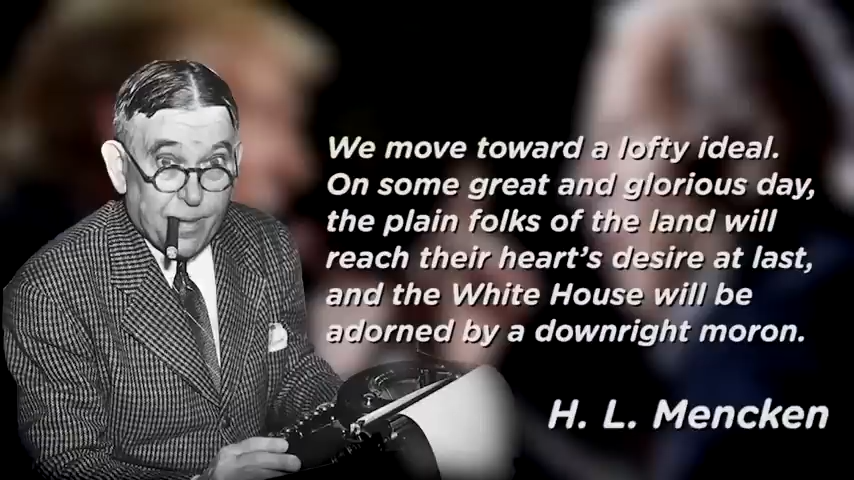 We move toward a lofty ideal.
On some great and glorious day,
the plain folks of the land will
reach their heart's desire at last,
and the White House will be
adorned by a downright moron.
H. L. Mencken